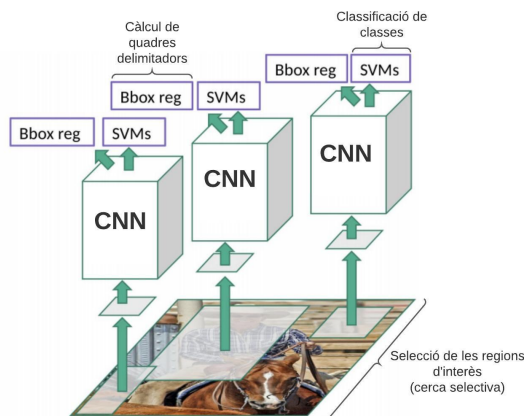 Càlcul de
quadres
delimitadors
Classificació de
classes
Bbox reg
SVMs
Bbox reg
SVMs
Bbox reg
SVMs
CNN
CNN
CNN
Selecció de les regions
d'interès
(cerca selectiva)